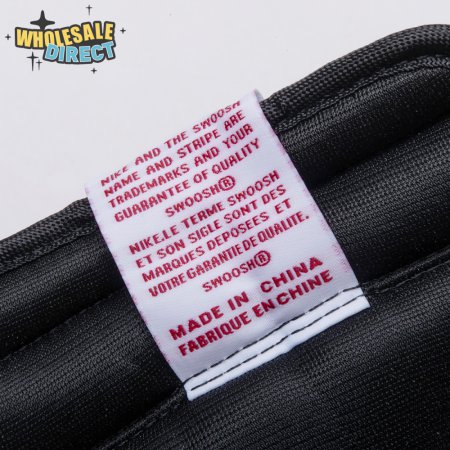 WHOLESALE
DIRECT
NIKE AND THE SWOOSH
NAME AND STRIPE ARE
TRADEMARKS AND YOUR
GUARANTEE OF QUALITY
SWOOSH®
NIKE.LE TERME SWOOSH
ET SON SIGLE SONT DES
MARQUES DEPOSEES ET
VOTRE GARANTIE DE QUALITE.
SWOOSH®
MADE IN CHINA
FABRIQUE EN CHINE